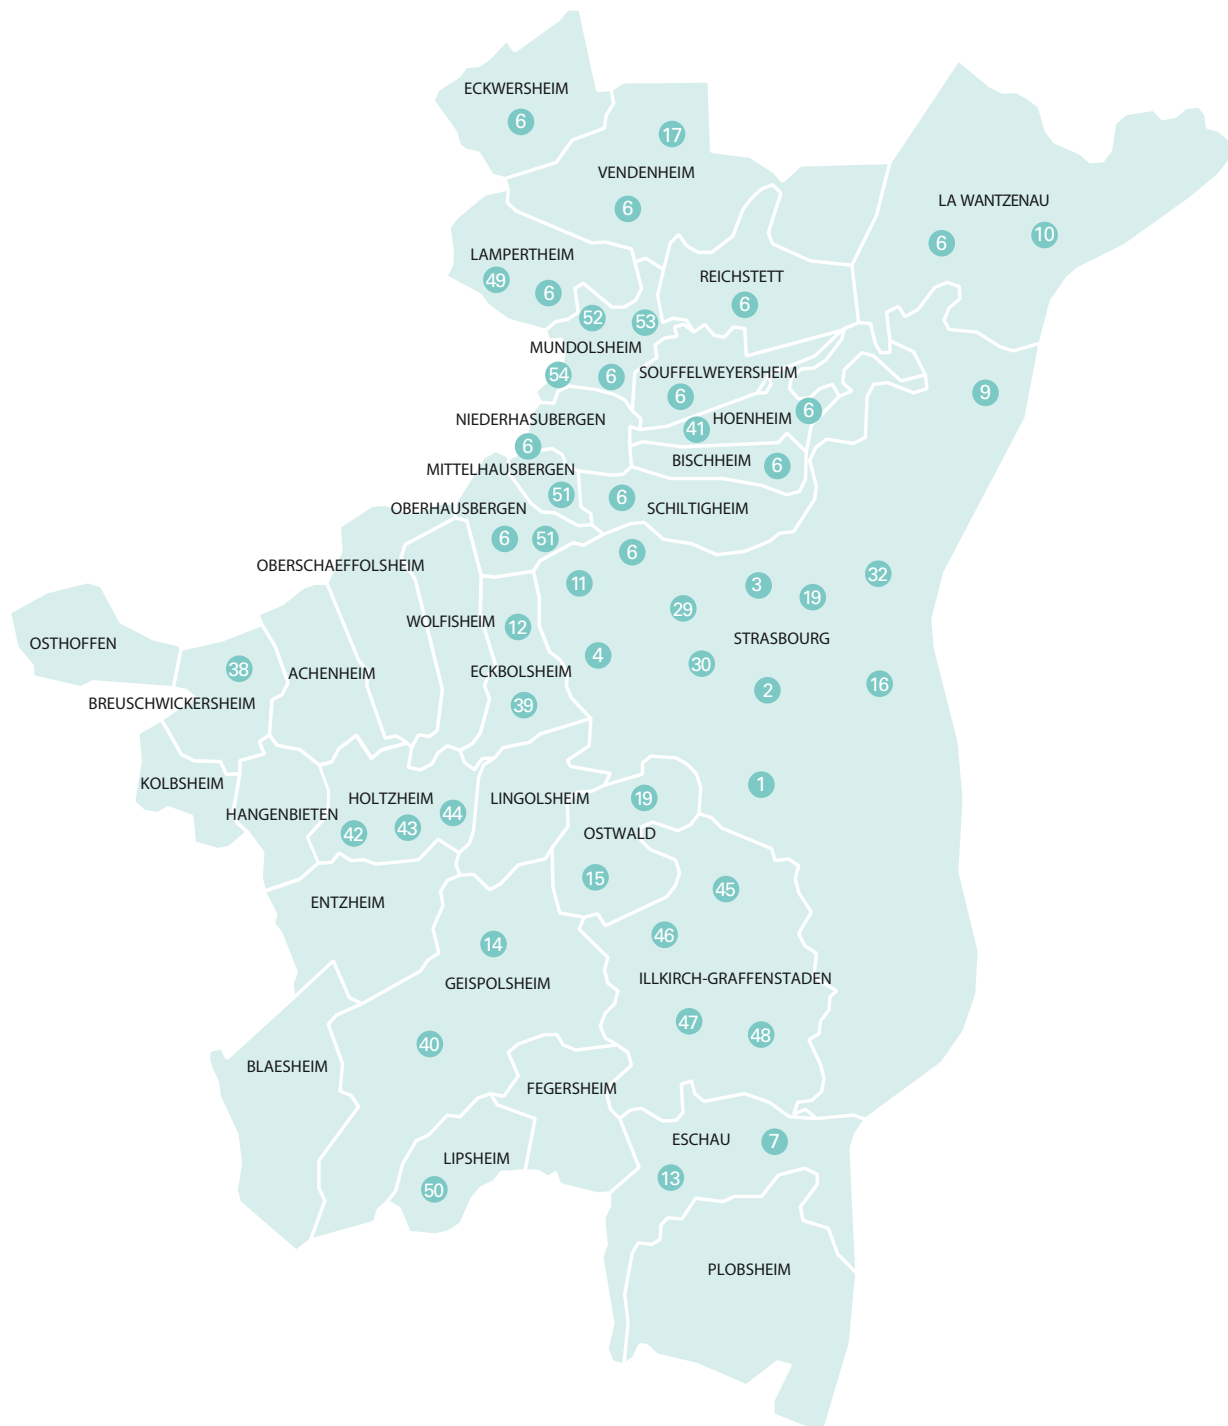 ECKWERSHEIM
6
17
VENDENHEIM
6
LA WANTZENAU
6
10
LAMPERTHEIM
49
6
REICHSTETT
6
52
53
MUNDOLSHEIM
54
6
SOUFFELWEYERSHEIM
6
9
HOENHEIM
6
41
NIEDERHASUBERGEN
6
BISCHHEIM
6
MITTELHAUSBERGEN
51
6
SCHILTIGHEIM
OBERHAUSBERGEN
6
51
6
OBERSCHAEFFOLSHEIM
11
3
19
32
29
WOLFISHEIM
12
STRASBOURG
OSTHOFFEN
4
30
38
ACHENHEIM
ECKBOLSHEIM
2
16
BREUSCHWICKERSHEIM
39
KOLBSHEIM
1
HOLTZHEIM
LINGOLSHEIM
19
HANGENBIETEN
42
43
44
OSTWALD
15
45
ENTZHEIM
46
14
GEISPOLSHEIM
ILLKIRCH-GRAFFENSTADEN
47
48
40
BLAESHEIM
FEGERSHEIM
ESCHAU
7
LIPSHEIM
13
50
PLOBSHEIM